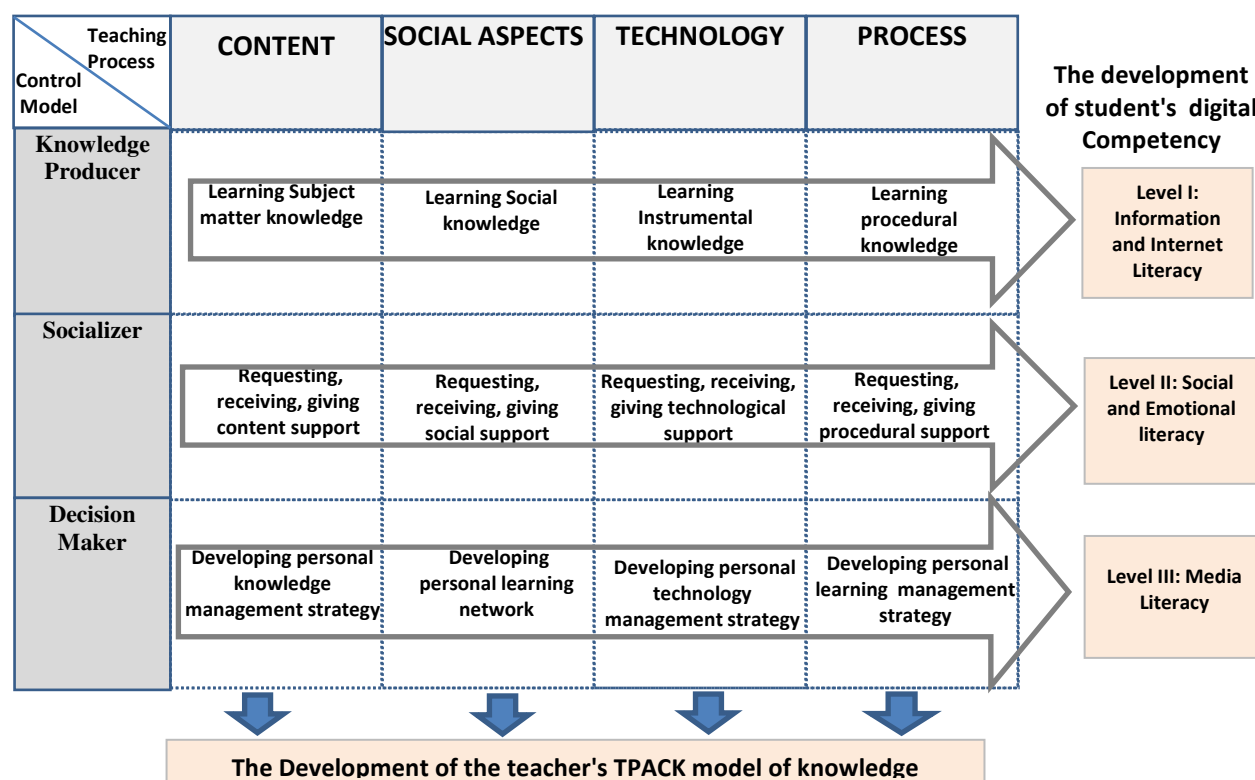 Teaching
Process
Control
Model
CONTENT
SOCIAL ASPECTS
TECHNOLOGY
PROCESS
The development
of student's digital
Competency
Knowledge
Producer
Learning Subject
matter knowledge
Learning Social
knowledge
Learning
Instrumental
knowledge
Learning
procedural
knowledge
Level I:
Information
and Internet
Literacy
Socializer
Requesting,
receiving, giving
content support
Requesting,
receiving, giving
social support
Requesting, receiving,
giving technological
support
Requesting,
receiving, giving
procedural support
Level II: Social
and Emotional
literacy
Decision
Maker
Developing personal
knowledge
management strategy
Developing
personal learning
network
Developing personal
technology
management strategy
Developing personal
learning management
strategy
Level III: Media
Literacy
The Development of the teacher's TPACK model of knowledge